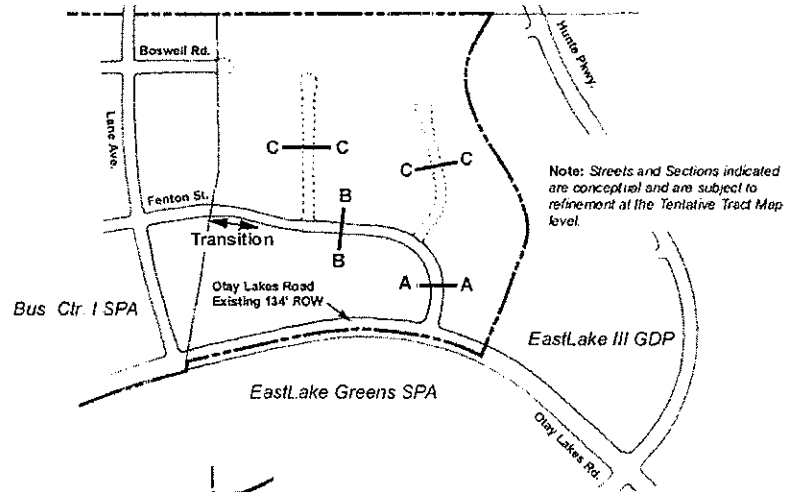 Boswell Rd.
Lane Ave.
Hunte Pkwy.
C C
C C
Note: Streets and Sections indicated
are conceptual and are subject to
refinement at the Tentative Tract Map
level.
Fenton St.
B
B
Transition
A A
Otay Lakes Road
Existing 134' ROW
Bus Ctr. I SPA
EastLake III GDP
EastLake Greens SPA
Otay Lakes Rd.